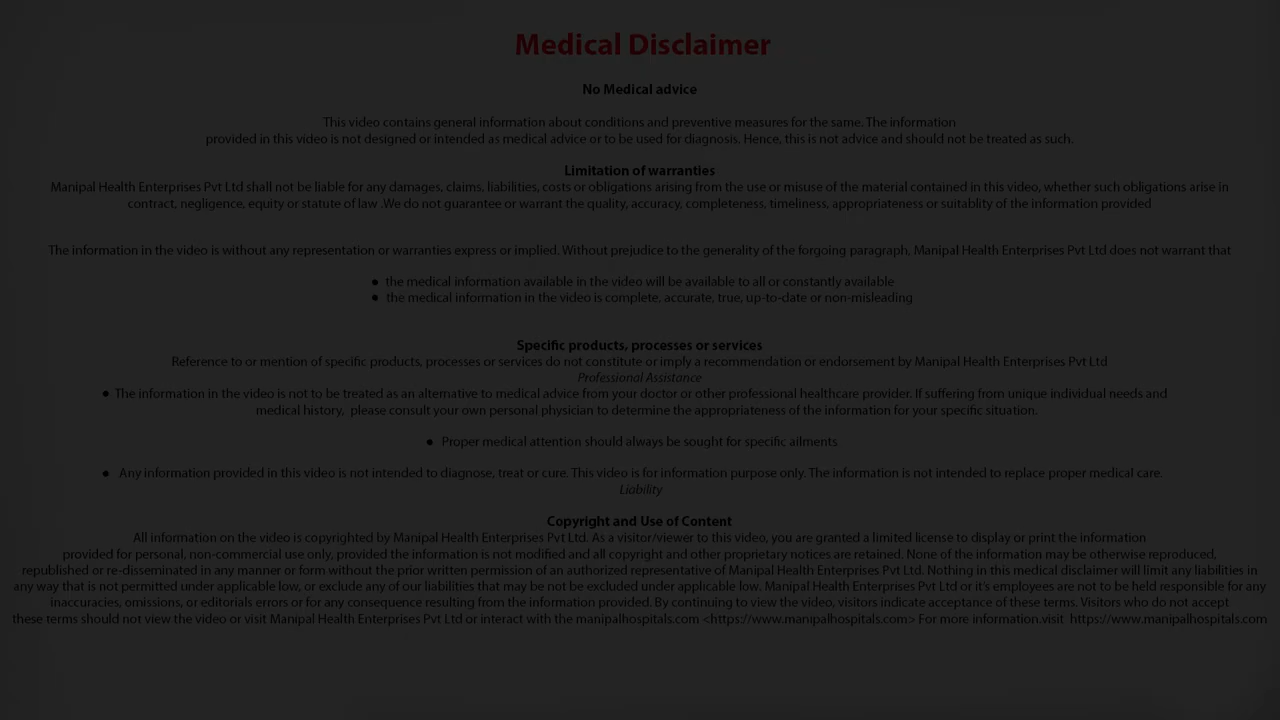 Medical Disclaimer
No Medical advice
This video contains general information about conditions and preventive measures for the same. The information
provided in this video is not designed or intended as medical advice or to be used for diagnosis. Hence, this is not advice and should not be treated as such.
Limitation of warranties
Manipal Health Enterprises Pvt Ltd shall not be liable for any damages, claims, liabilities, costs or obligations arising from the use or misuse of the material contained in this video, whether such obligations arise in
contract, negligence, equity or statute of law .We do not guarantee or warrant the quality, accuracy, completeness, timeliness, appropriateness or suitablity of the information provided
The information in the video is without any representation or warranties express or implied. Without prejudice to the generality of the forgoing paragraph, Manipal Health Enterprises Pvt Ltd does not warrant that
● the medical information available in the video will be available to all or constantly available
● the medical information in the video is complete, accurate, true, up-to-date or non-misleading
Specific products, processes or services
Reference to or mention of specific products, processes or services do not constitute or imply a recommendation or endorsement by Manipal Health Enterprises Pvt Ltd
Professional Assistance
● The information in the video is not to be treated as an alternative to medical advice from your doctor or other professional healthcare provider. If suffering from unique individual needs and
medical history, please consult your own personal physician to determine the appropriateness of the information for your specific situation.
● Proper medical attention should always be sought for specific ailments
● Any information provided in this video is not intended to diagnose, treat or cure. This video is for information purpose only. The information is not intended to replace proper medical care.
Liability
Copyright and Use of Content
All information on the video is copyrighted by Manipal Health Enterprises Pvt Ltd. As a visitor/viewer to this video, you are granted a limited license to display or print the information
provided for personal, non-commercial use only, provided the information is not modified and all copyright and other proprietary notices are retained. None of the information may be otherwise reproduced,
republished or re-disseminated in any manner or form without the prior written permission of an authorized representative of Manipal Health Enterprises Pvt Ltd. Nothing in this medical disclaimer will limit any liabilities in
any way that is not permitted under applicable low, or exclude any of our liabilities that may be not be excluded under applicable low. Manipal Health Enterprises Pvt Ltd or it's employees are not to be held responsible for any
inaccuracies, omissions, or editorials errors or for any consequence resulting from the information provided. By continuing to view the video, visitors indicate acceptance of these terms. Visitors who do not accept
these terms should not view the video or visit Manipal Health Enterprises Pvt Ltd or interact with the manipalhospitals.com <https://www.manipalhospitals.com> For more information.visit https://www.manipalhospitals.com